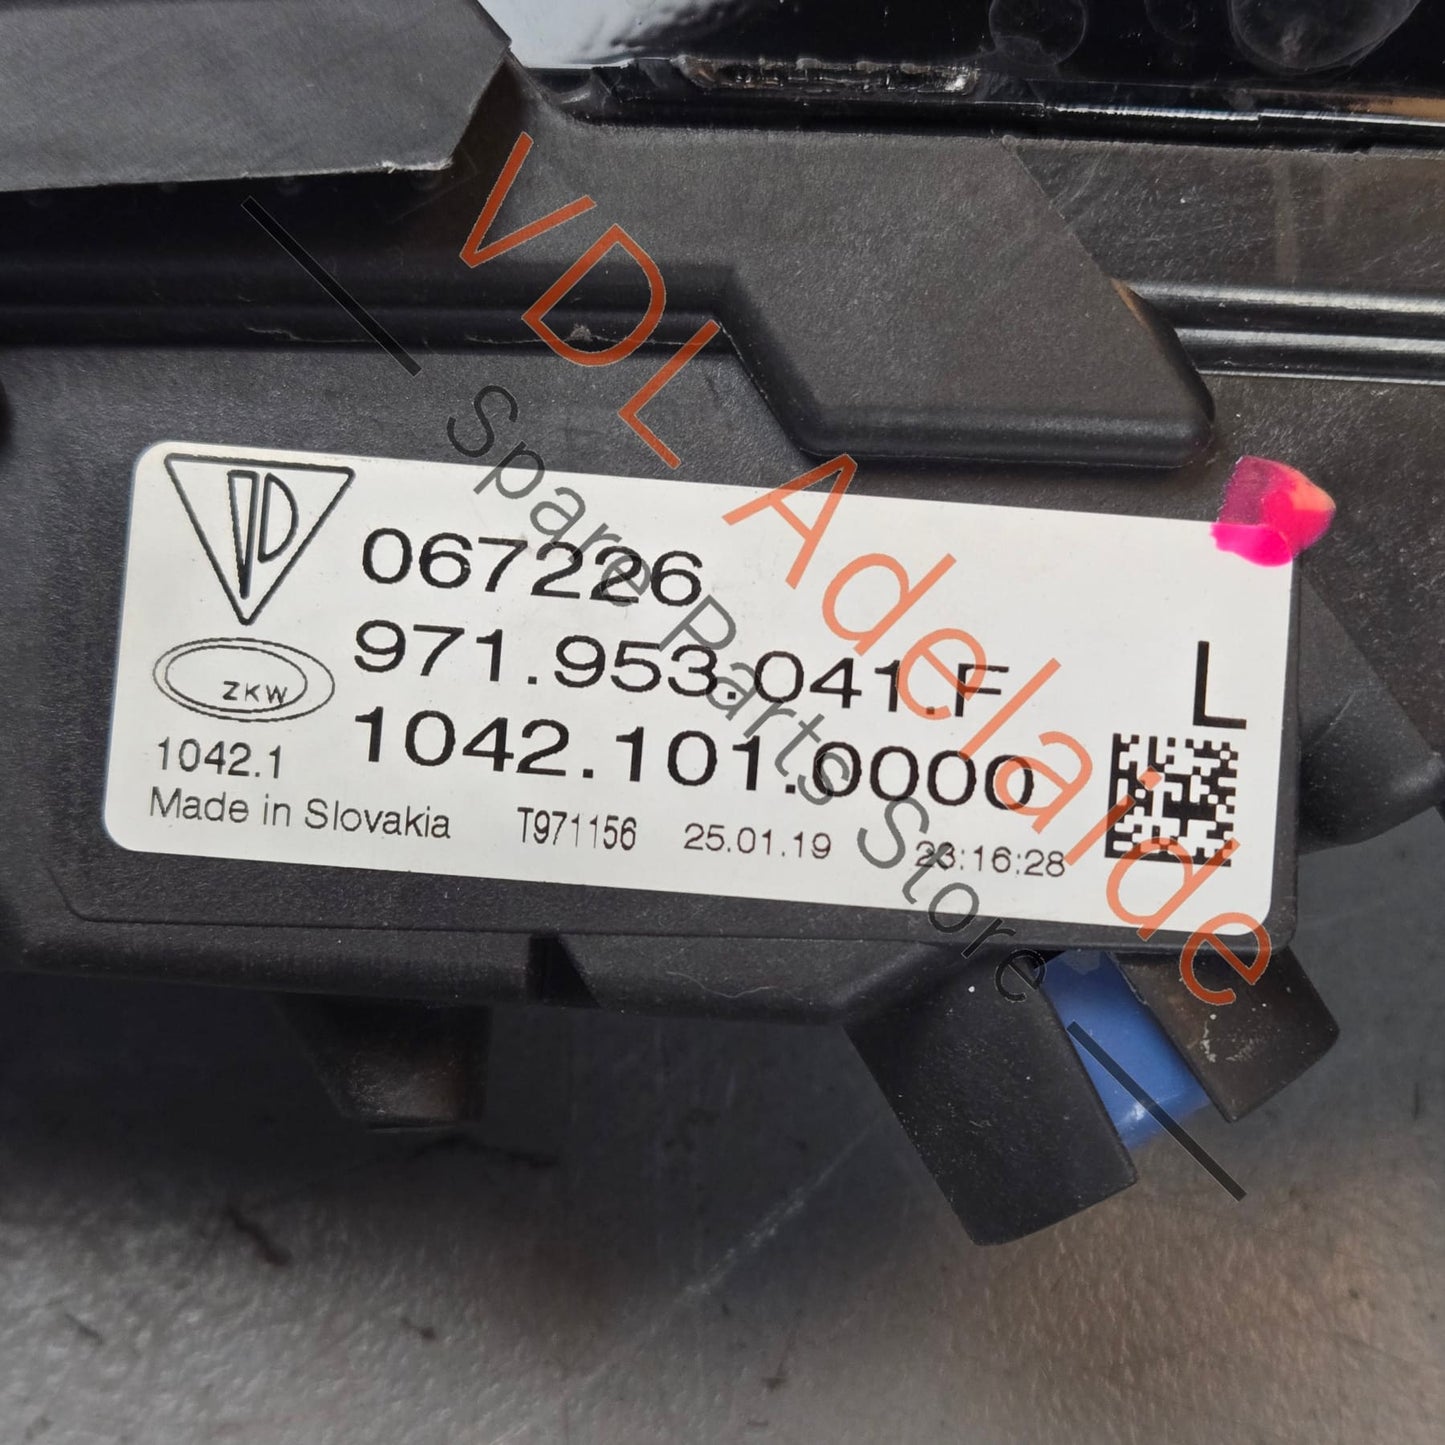 067226
971.953.041.F
L
ZKW
1042.1
1042.101.0000
Made in Slovakia T971156 25.01.19 23:16:28
VDL Adelaide
Spare Parts Store